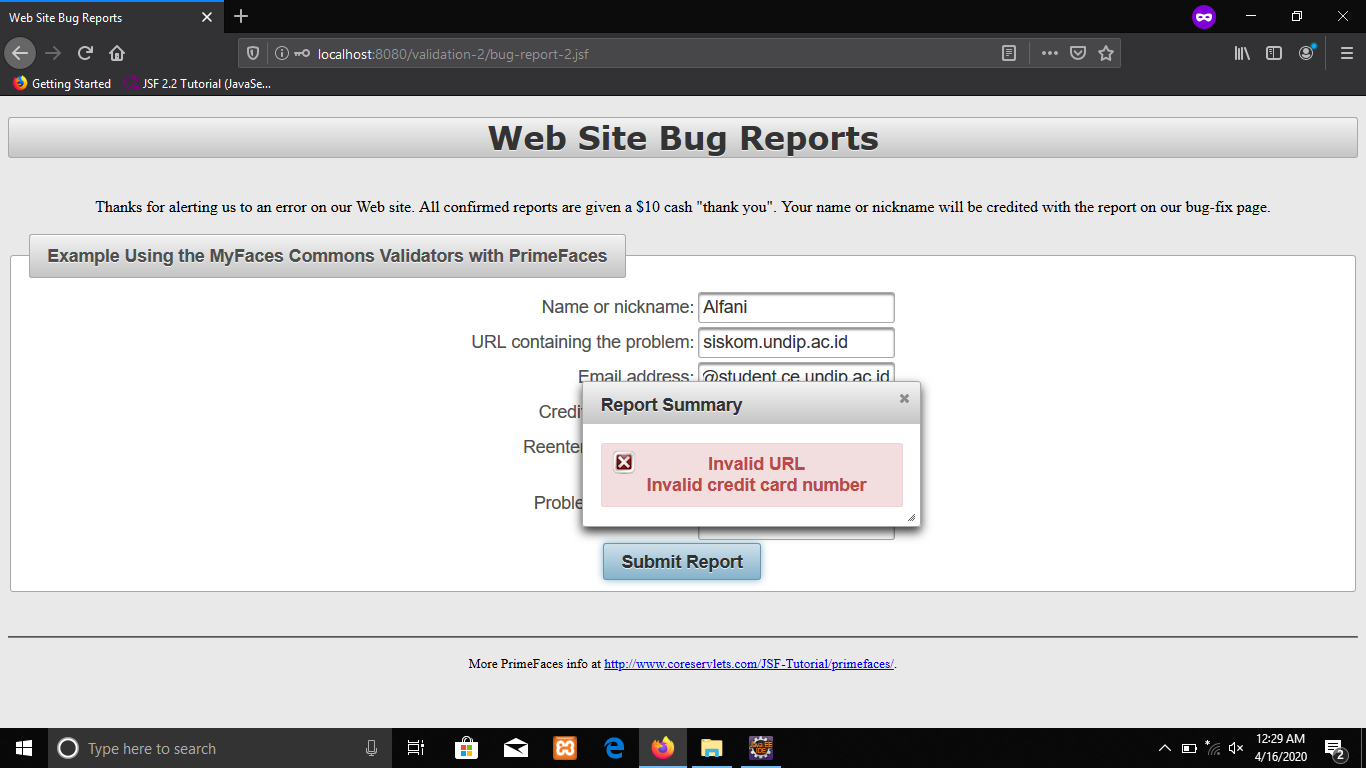 Web Site Bug Reports
localhost:8080/validation-2/bug-report-2.jsf
Getting Started
JSF 2.2 Tutorial (JavaSe...
Web Site Bug Reports
Thanks for alerting us to an error on our Web site. All confirmed reports are given a $10 cash "thank you". Your name or nickname will be credited with the report on our bug-fix page.
Example Using the MyFaces Commons Validators with PrimeFaces
Name or nickname: Alfani
URL containing the problem: siskom.undip.ac.id
Email address: @student.ce.undip.ac.id
Credi
Reenter
Proble
Report Summary
Invalid URL
Invalid credit card number
Submit Report
More PrimeFaces info at http://www.coreservlets.com/JSF-Tutorial/primefaces/.
Type here to search
12:29 AM
4/16/2020
2